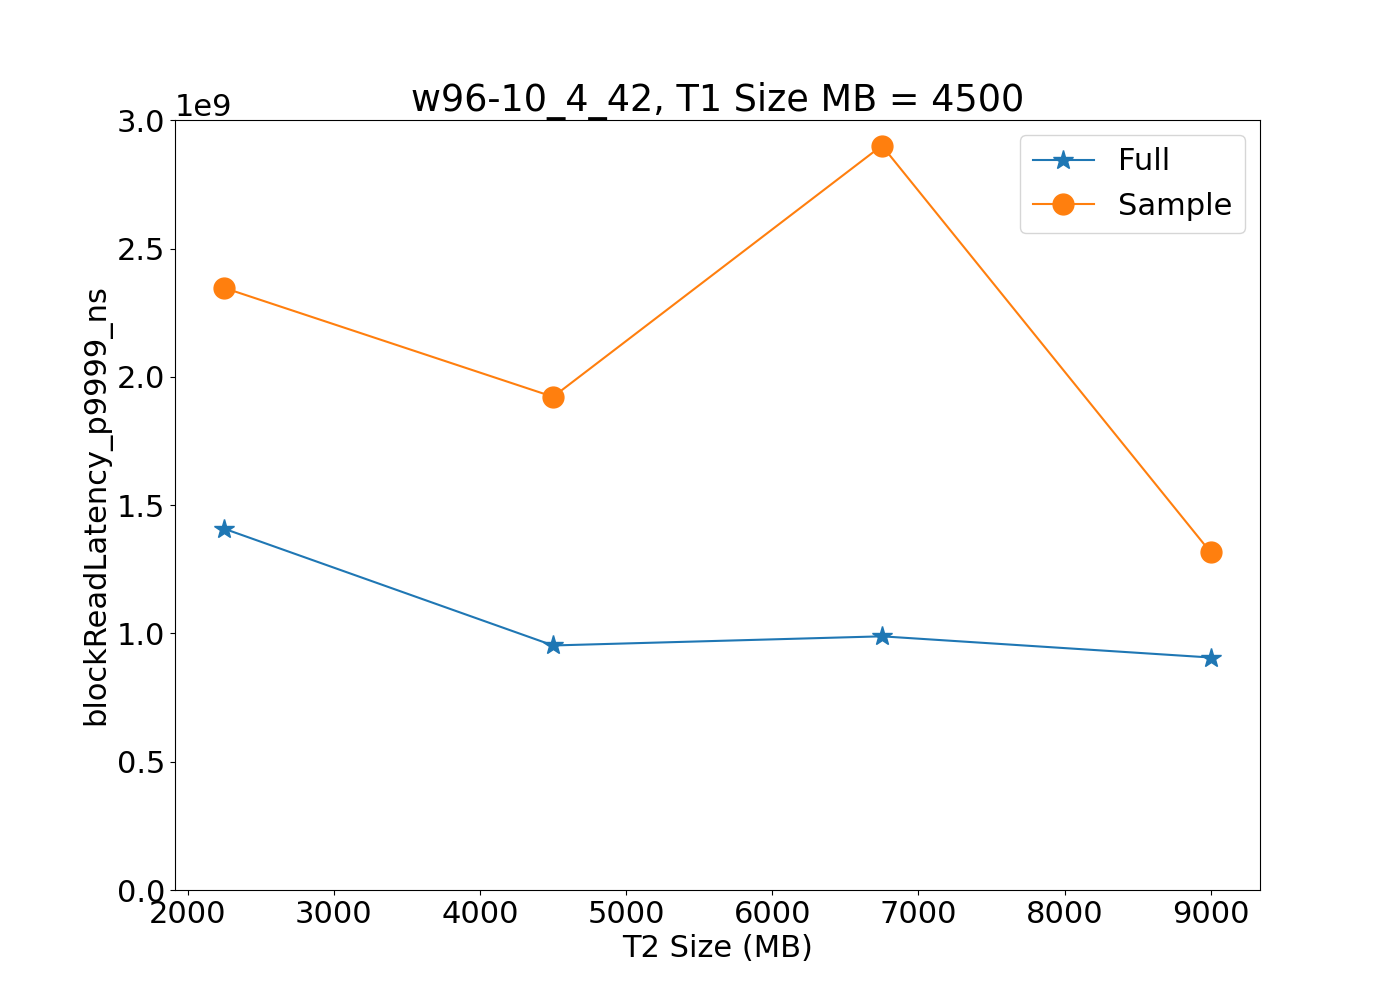 w96-10_4_42, T1 Size MB = 4500
1e9
3.0
2.5
2.0
1.5
1.0
0.5
0.0
blockReadLatency_p9999_ns
Full
Sample
2000 3000 4000 5000 6000 7000 8000 9000
T2 Size (MB)